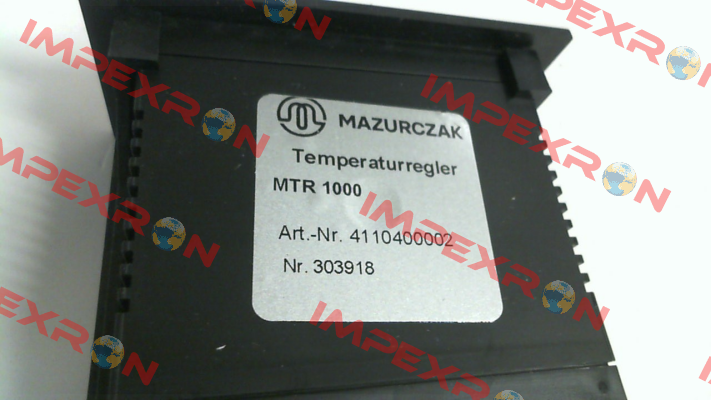 IMPEXRON
IMPEXRON
IMPEXRON
MAZURCZAK
Temperaturregler
MTR 1000
Art.-Nr. 4110400002
Nr. 303918
IMPEXRON
IMPEXRON
IMPEXRON